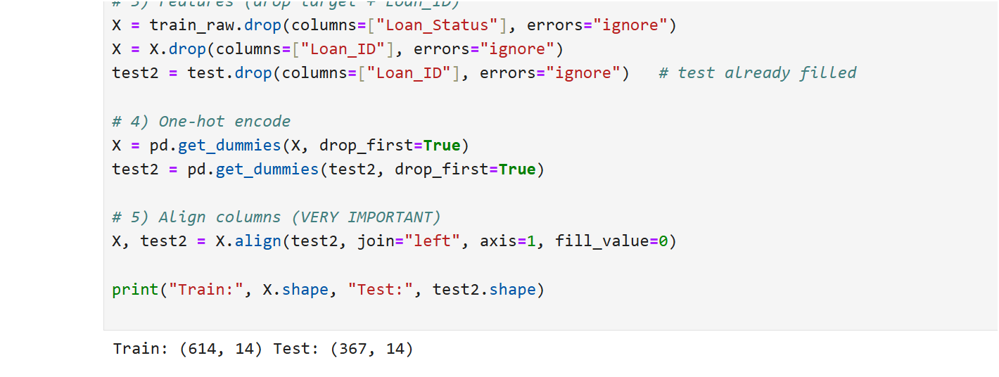 # 3) Features (drop target + Loan_ID)
X = train_raw.drop(columns=["Loan_Status"], errors="ignore")
X = X.drop(columns=["Loan_ID"], errors="ignore")
test2 = test.drop(columns=["Loan_ID"], errors="ignore")   # test already filled
# 4) One-hot encode
X = pd.get_dummies(X, drop_first=True)
test2 = pd.get_dummies(test2, drop_first=True)
# 5) Align columns (VERY IMPORTANT)
X, test2 = X.align(test2, join="left", axis=1, fill_value=0)
print("Train:", X.shape, "Test:", test2.shape)
Train: (614, 14) Test: (367, 14)